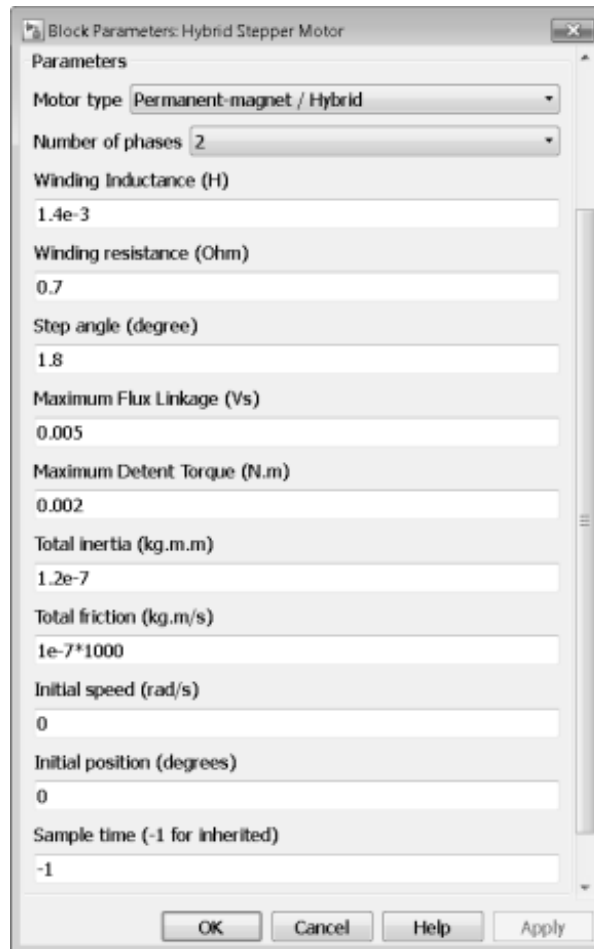 Block Parameters: Hybrid Stepper Motor
Parameters
Motor type Permanent-magnet / Hybrid
Number of phases 2
Winding Inductance (H)
1.4e-3
Winding resistance (Ohm)
0.7
Step angle (degree)
1.8
Maximum Flux Linkage (Vs)
0.005
Maximum Detent Torque (N.m)
0.002
Total inertia (kg.m.m)
1.2e-7
Total friction (kg.m/s)
1e-7*1000
Initial speed (rad/s)
0
Initial position (degrees)
0
Sample time (-1 for inherited)
-1
OK Cancel Help Apply